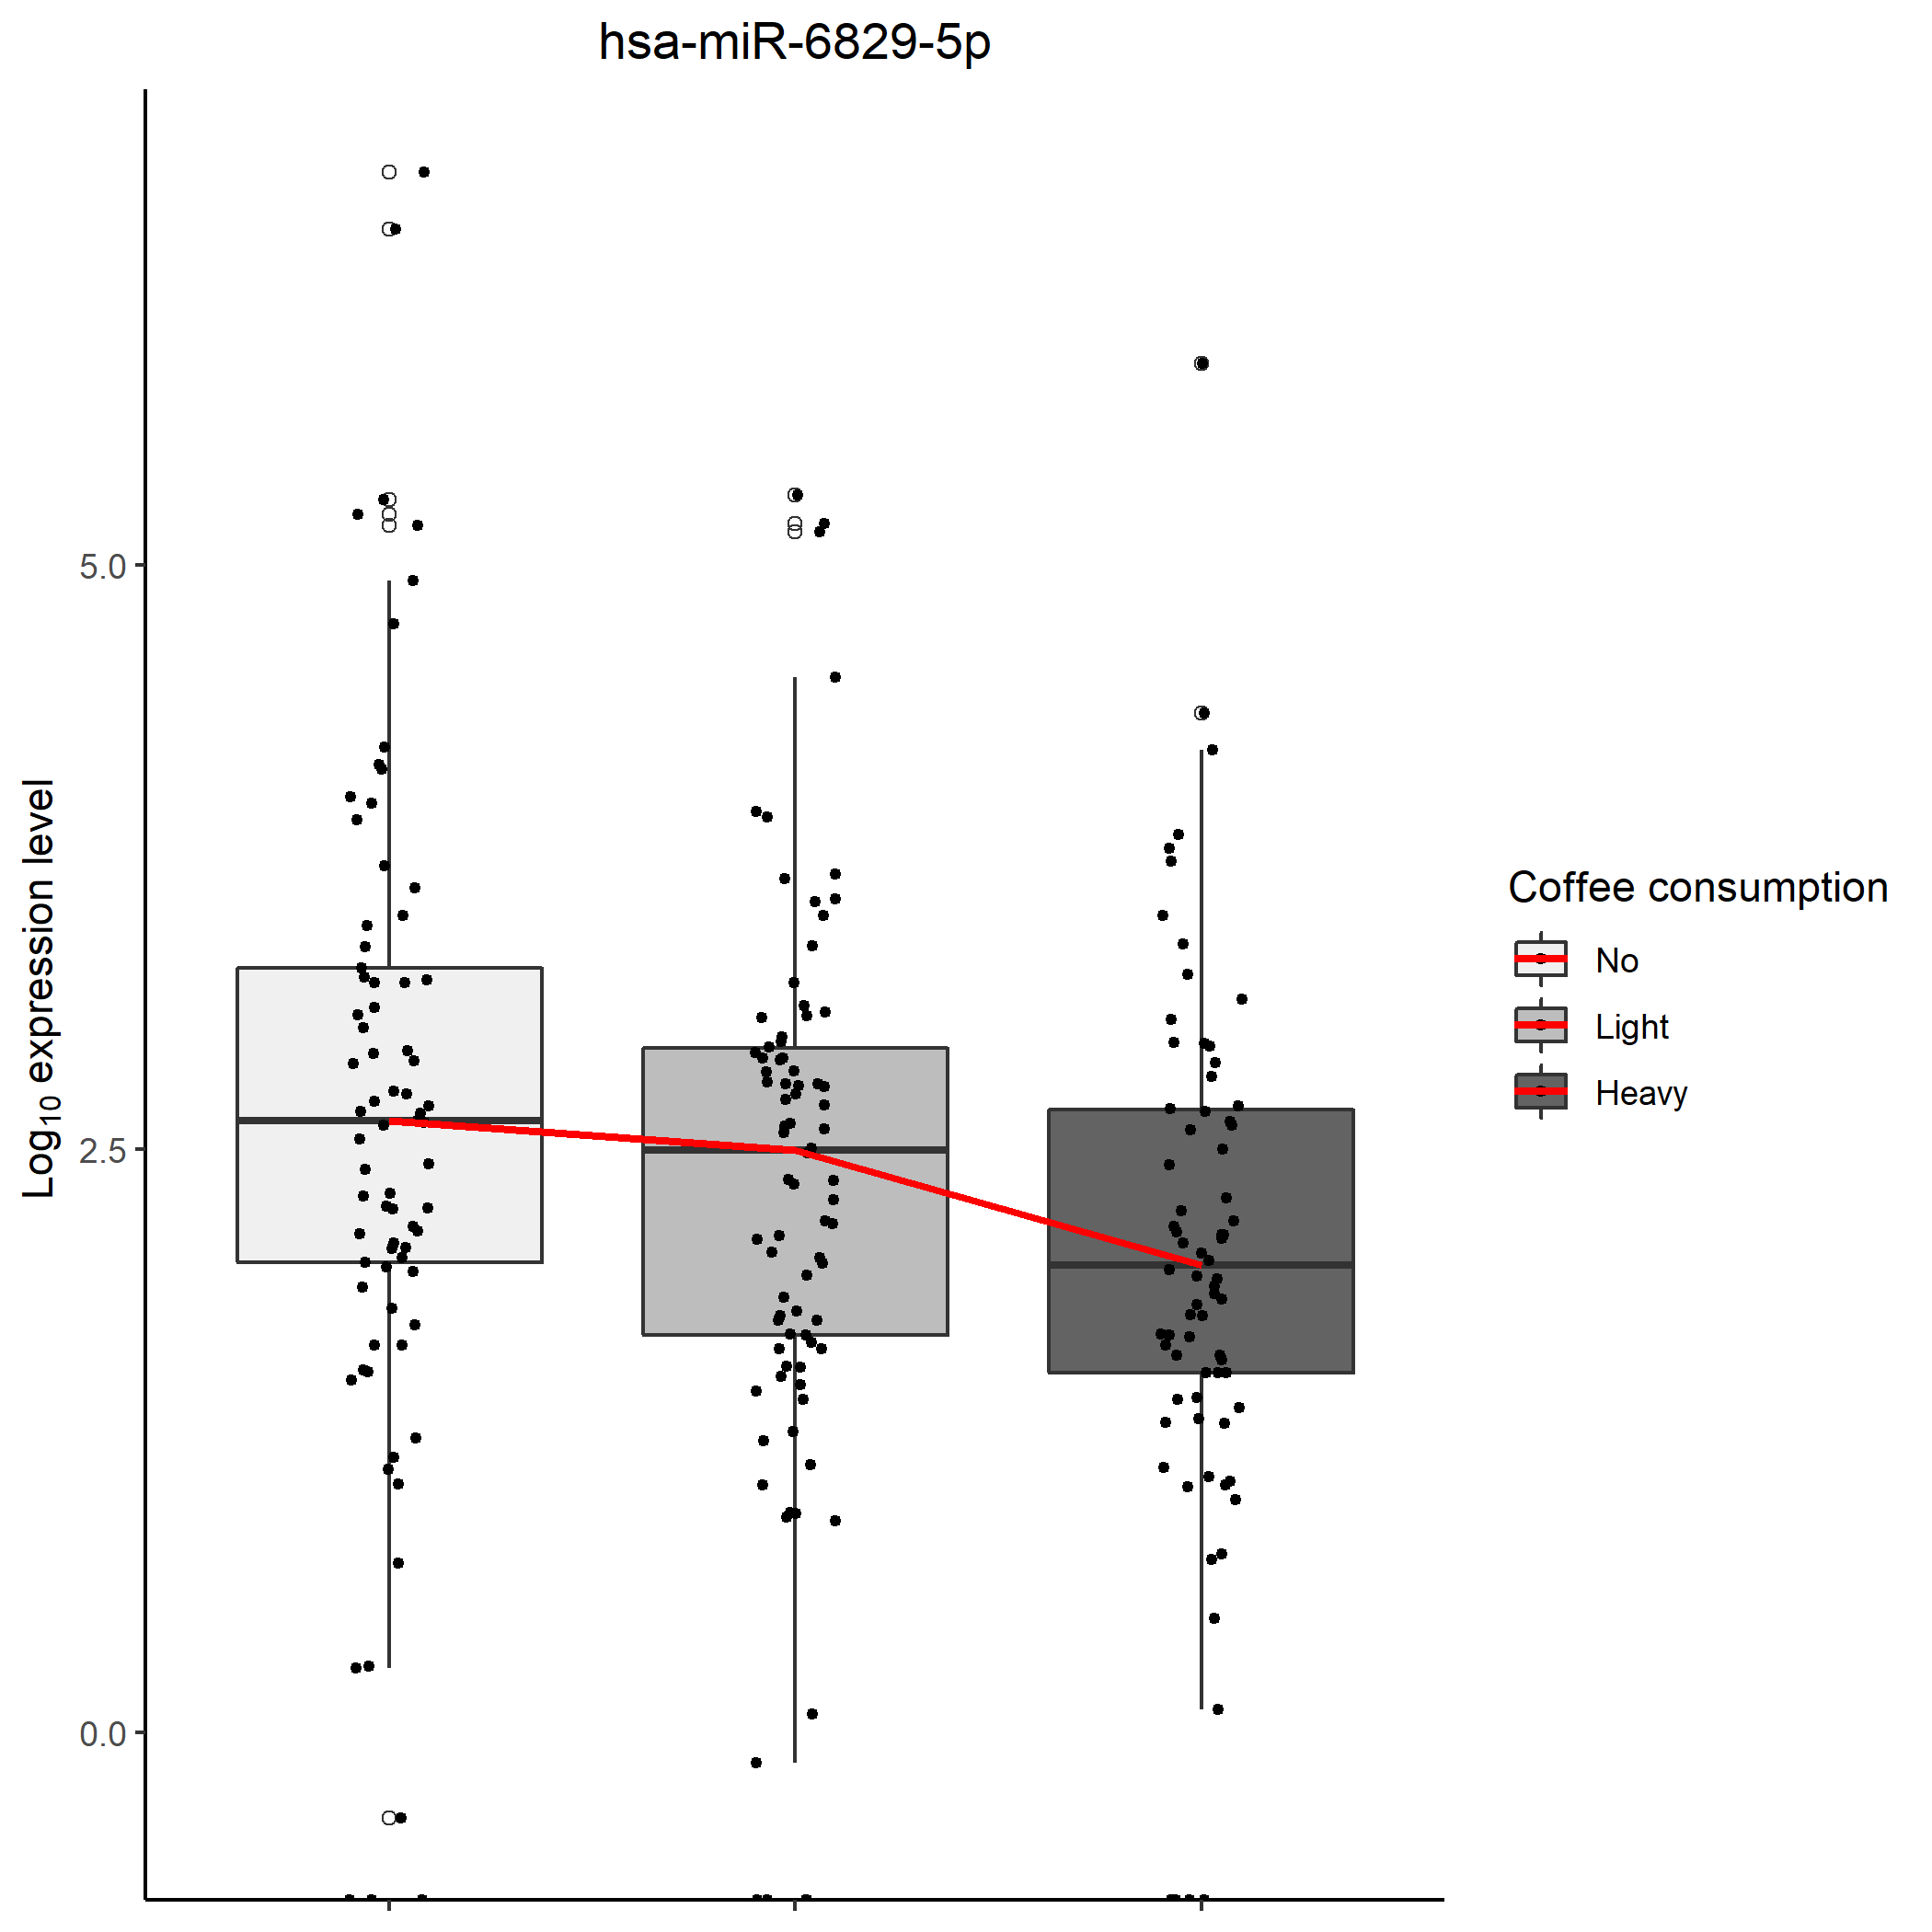 hsa-miR-6829-5p
Log₁₀ expression level
5.0
2.5
0.0
Coffee consumption
No
Light
Heavy